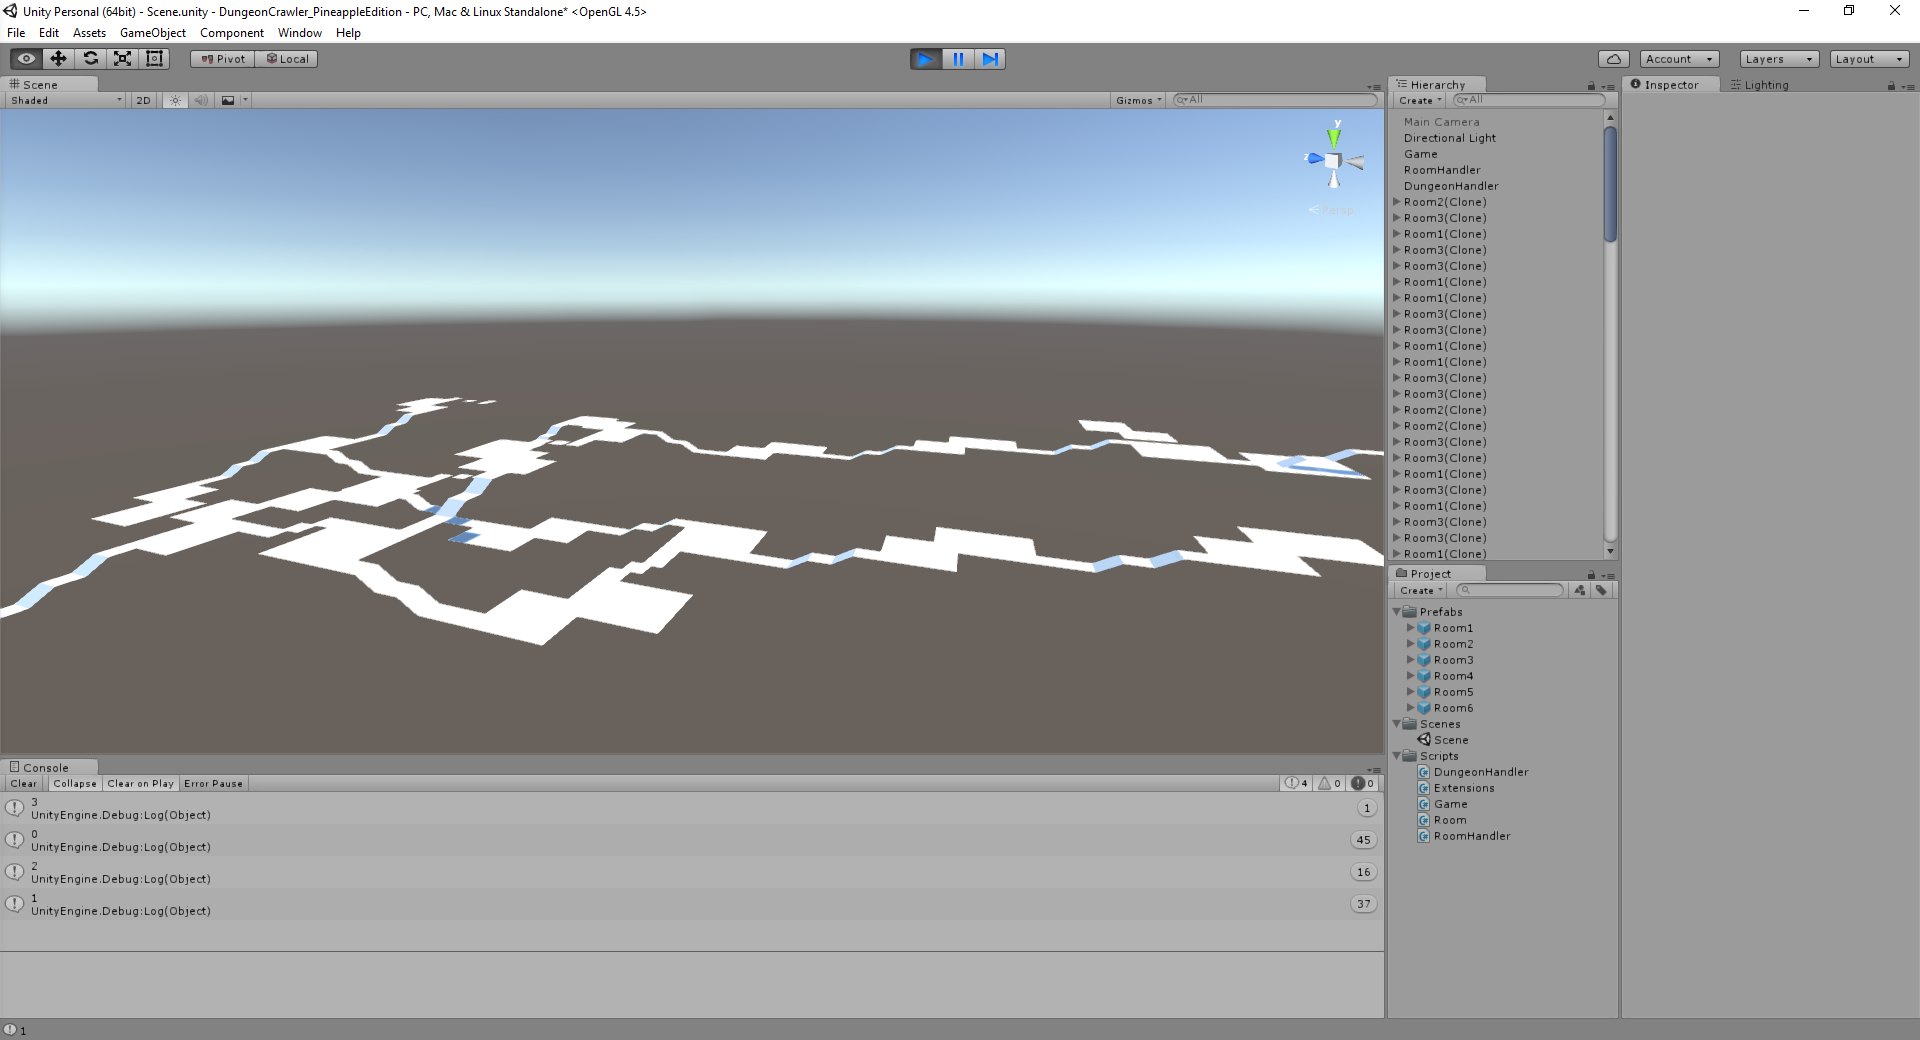 Unity Personal (64bit) - Scene.unity - DungeonCrawler_PineappleEdition - PC, Mac & Linux Standalone* <OpenGL 4.5>
File Edit Assets GameObject Component Window Help
Pivot Local Account Layers Layout
Scene
Shaded 2D Gizmos All
y
z
Persp
Hierarchy
Create All
Main Camera
Directional Light
Game
RoomHandler
DungeonHandler
Room2(Clone)
Room3(Clone)
Room1(Clone)
Room3(Clone)
Room3(Clone)
Room1(Clone)
Room1(Clone)
Room3(Clone)
Room3(Clone)
Room1(Clone)
Room1(Clone)
Room3(Clone)
Room3(Clone)
Room2(Clone)
Room2(Clone)
Room3(Clone)
Room3(Clone)
Room1(Clone)
Room3(Clone)
Room1(Clone)
Room3(Clone)
Room3(Clone)
Room1(Clone)
Inspector Lighting
Project
Create
Prefabs
Room1
Room2
Room3
Room4
Room5
Room6
Scenes
Scene
Scripts
DungeonHandler
Extensions
Game
Room
RoomHandler
Console
Clear Collapse Clear on Play Error Pause 4 0 0
3
UnityEngine.Debug:Log(Object) 1
0
UnityEngine.Debug:Log(Object) 45
2
UnityEngine.Debug:Log(Object) 16
1
UnityEngine.Debug:Log(Object) 37
1